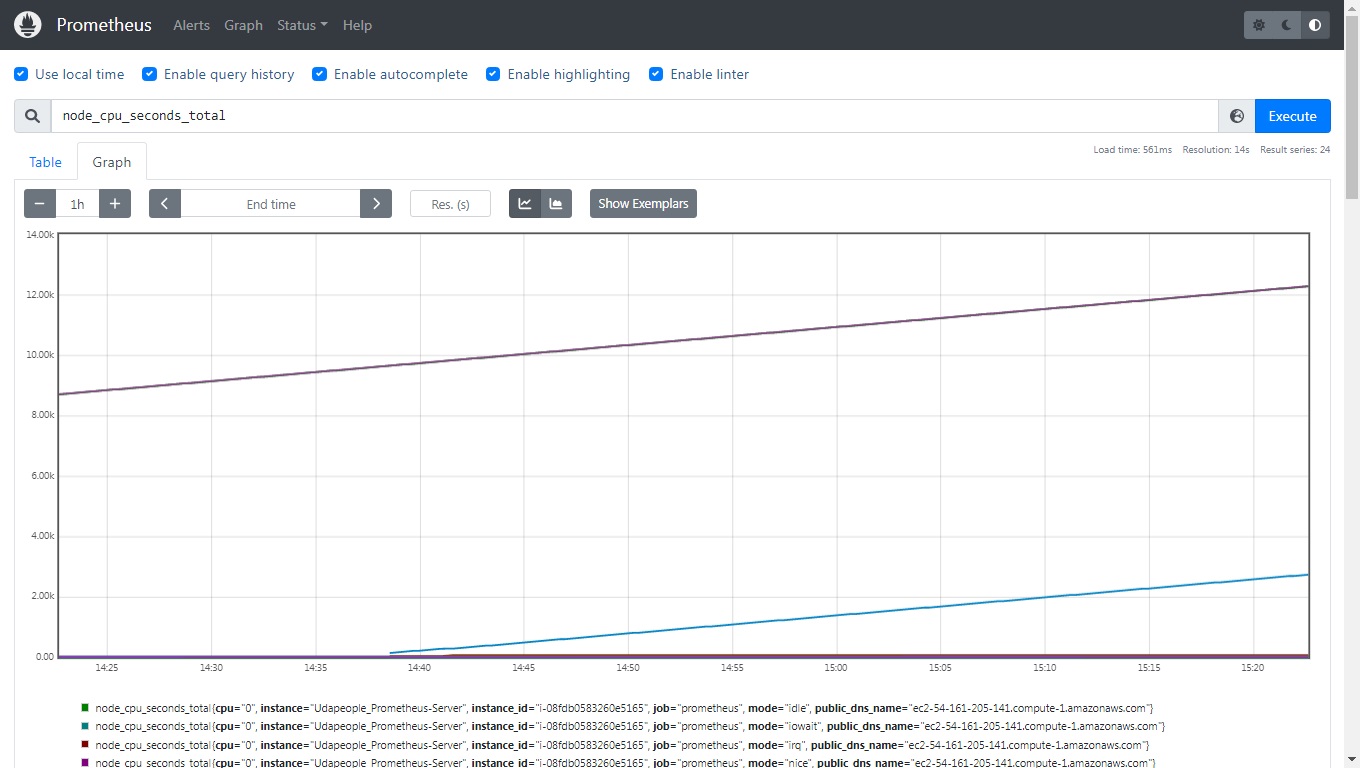 Prometheus Alerts Graph Status Help
Use local time Enable query history Enable autocomplete Enable highlighting Enable linter
node_cpu_seconds_total Execute
Load time: 561ms Resolution: 14s Result series: 24
Table Graph
− 1h + End time Res. (s) Show Exemplars
14.00k
12.00k
10.00k
8.00k
6.00k
4.00k
2.00k
0.00
14:25 14:30 14:35 14:40 14:45 14:50 14:55 15:00 15:05 15:10 15:15 15:20
node_cpu_seconds_total{cpu="0", instance="Udapeople_Prometheus-Server", instance_id="i-08fdb0583260e5165", job="prometheus", mode="idle", public_dns_name="ec2-54-161-205-141.compute-1.amazonaws.com"}
node_cpu_seconds_total{cpu="0", instance="Udapeople_Prometheus-Server", instance_id="i-08fdb0583260e5165", job="prometheus", mode="iowait", public_dns_name="ec2-54-161-205-141.compute-1.amazonaws.com"}
node_cpu_seconds_total{cpu="0", instance="Udapeople_Prometheus-Server", instance_id="i-08fdb0583260e5165", job="prometheus", mode="irq", public_dns_name="ec2-54-161-205-141.compute-1.amazonaws.com"}
node_cpu_seconds_total{cpu="0", instance="Udapeople_Prometheus-Server", instance_id="i-08fdb0583260e5165", job="prometheus", mode="nice", public_dns_name="ec2-54-161-205-141.compute-1.amazonaws.com"}